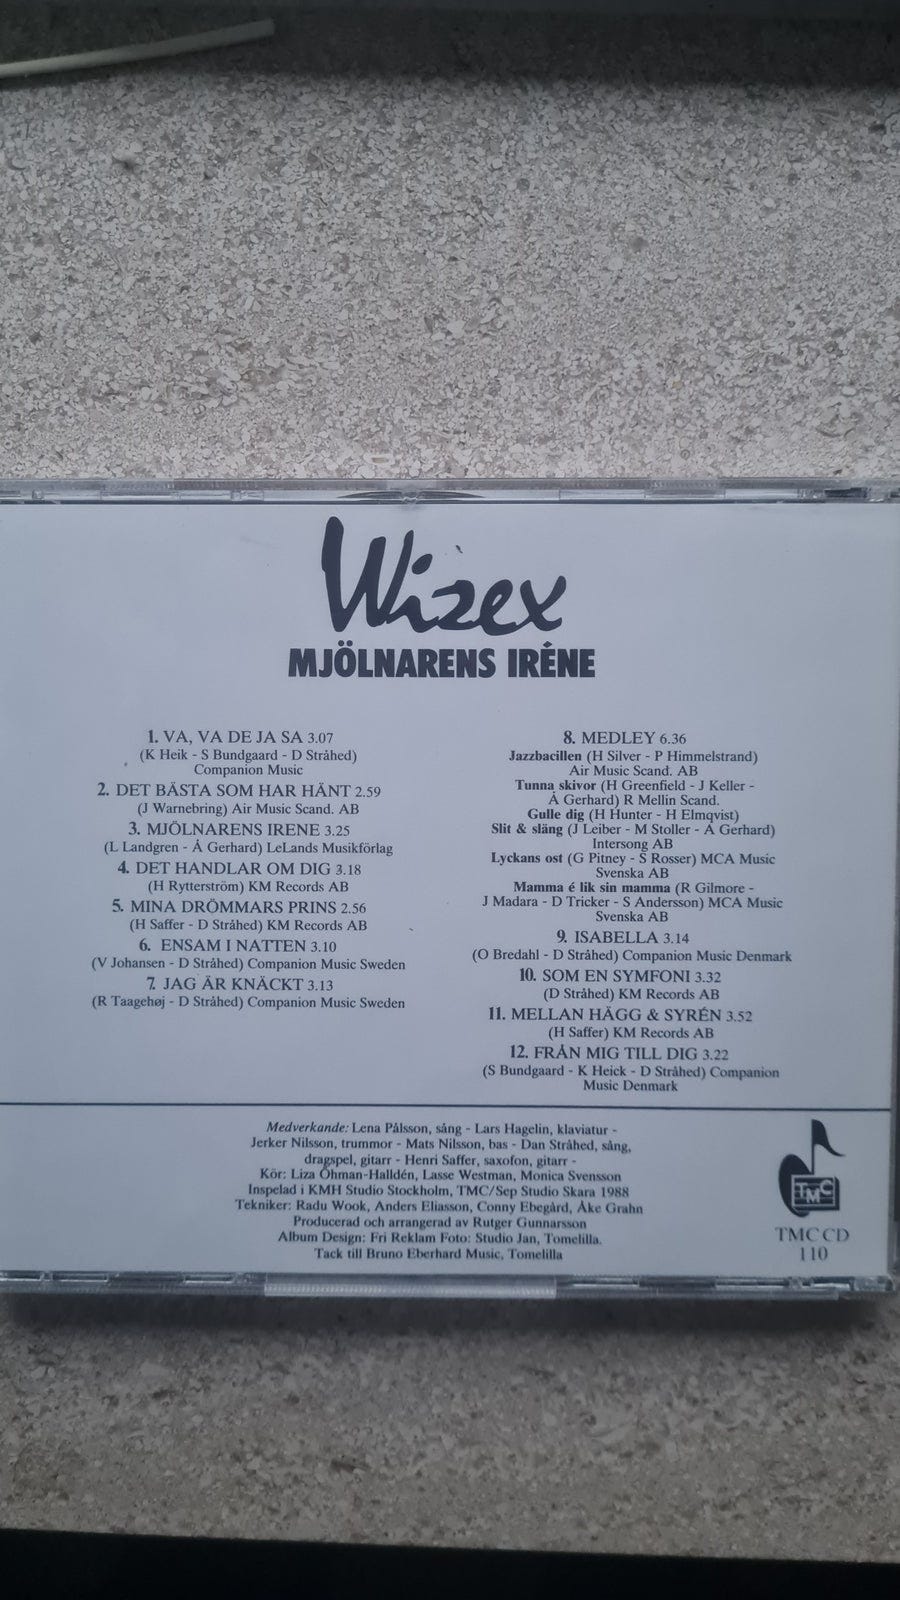 Wizex
MJÖLNARENS IRÉNE
1. VA, VA DE JA SA 3.07
(K Heik - S Bundgaard - D Stråhed)
Companion Music
2. DET BÄSTA SOM HAR HÄNT 2.59
(J Warnebring) Air Music Scand. AB
3. MJÖLNARENS IRENE 3.25
(L Landgren - Å Gerhard) LeLands Musikförlag
4. DET HANDLAR OM DIG 3.18
(H Rytterström) KM Records AB
5. MINA DRÖMMARS PRINS 2.56
(H Saffer - D Stråhed) KM Records AB
6. ENSAM I NATTEN 3.10
(V Johansen - D Stråhed) Companion Music Sweden
7. JAG ÄR KNÄCKT 3.13
(R Taagehøj - D Stråhed) Companion Music Sweden
8. MEDLEY 6.36
Jazzbacillen (H Silver - P Himmelstrand)
Air Music Scand. AB
Tunna skivor (H Greenfield - J Keller -
Å Gerhard) R Mellin Scand.
Gulle dig (H Hunter - H Elmqvist)
Slit & släng (J Leiber - M Stoller - Å Gerhard)
Intersong AB
Lyckans ost (G Pitney - S Rosser) MCA Music
Svenska AB
Mamma é lik sin mamma (R Gilmore -
J Madara - D Tricker - S Andersson) MCA Music
Svenska AB
9. ISABELLA 3.14
(O Bredahl - D Stråhed) Companion Music Denmark
10. SOM EN SYMFONI 3.32
(D Stråhed) KM Records AB
11. MELLAN HÄGG & SYRÉN 3.52
(H Saffer) KM Records AB
12. FRÅN MIG TILL DIG 3.22
(S Bundgaard - K Heick - D Stråhed) Companion
Music Denmark
Medverkande: Lena Pålsson, sång - Lars Hagelin, klaviatur -
Jerker Nilsson, trummor - Mats Nilsson, bas - Dan Stråhed, sång,
dragspel, gitarr - Henri Saffer, saxofon, gitarr -
Kör: Liza Öhman-Halldén, Lasse Westman, Monica Svensson
Inspelad i KMH Studio Stockholm, TMC/Sep Studio Skara 1988
Tekniker: Radu Wook, Anders Eliasson, Conny Ebegård, Åke Grahn
Producerad och arrangerad av Rutger Gunnarsson
Album Design: Fri Reklam Foto: Studio Jan, Tomelilla.
Tack till Bruno Eberhard Music, Tomelilla
TMC
TMC CD
110